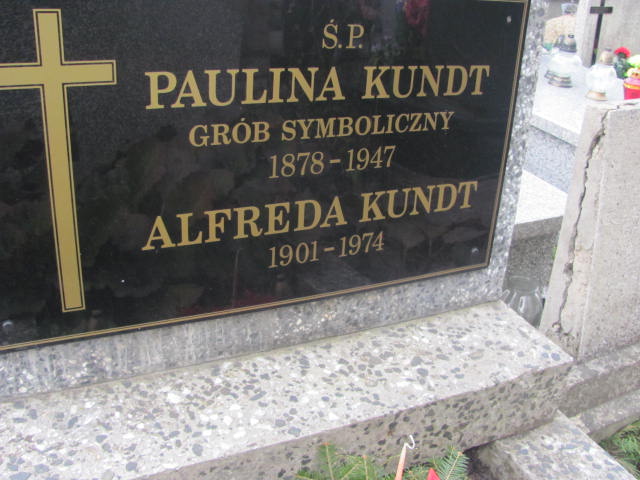 Ś.P.
PAULINA KUNDT
GRÓB SYMBOLICZNY
1878-1947
ALFREDA KUNDT
1901-1974